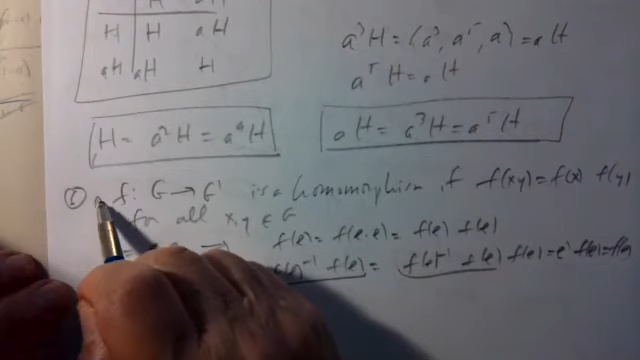 H aH
H H aH
aH aH H
a³H = (a³, a⁵, a) = aH
a⁵H = aH
H = a²H = a⁴H
aH = a³H = a⁵H
f: G → G' is a homomorphism if f(xy) = f(x) f(y)
for all x, y ∈ G
f(e) = f(e·e) = f(e) f(e)
f(e)⁻¹ f(e) = f(e)⁻¹ f(e) f(e) = e' f(e) =